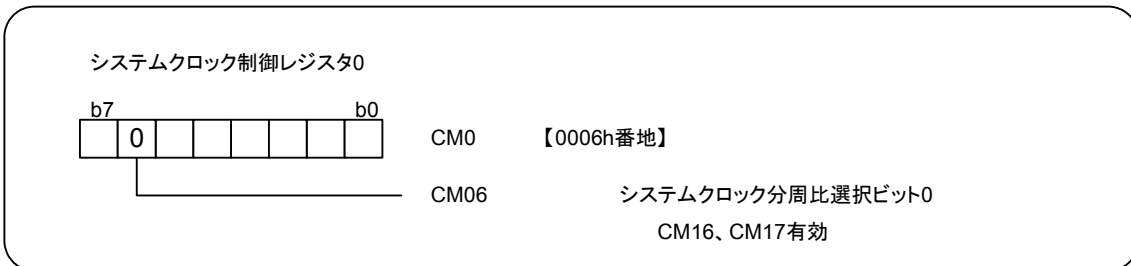 システムクロック制御レジスタ0
b7 b0
0 CM0 【0006h番地】
CM06 システムクロック分周比選択ビット0
CM16、CM17有効